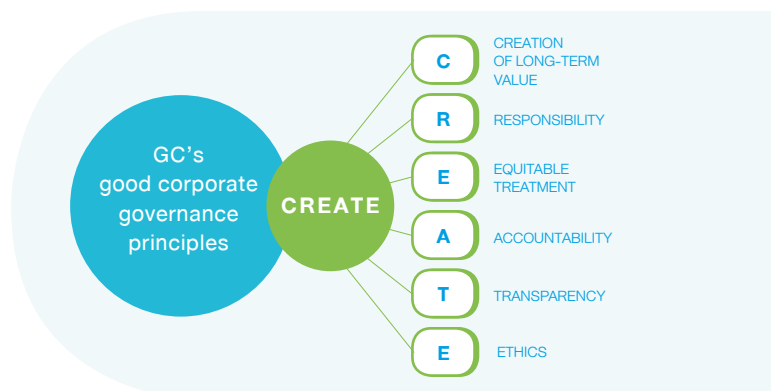 GC's
good corporate
governance
principles
CREATE
C
CREATION
OF LONG-TERM
VALUE
R
RESPONSIBILITY
E
EQUITABLE
TREATMENT
A
ACCOUNTABILITY
T
TRANSPARENCY
E
ETHICS